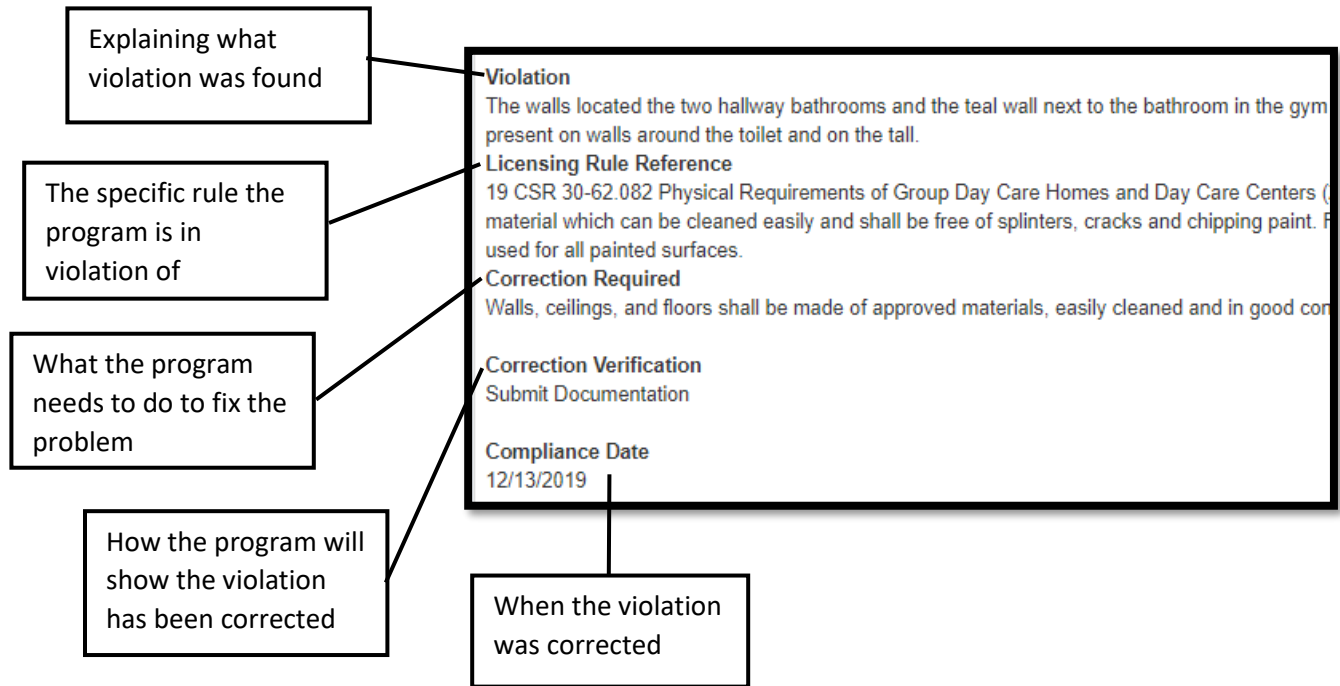 Explaining what
violation was found
The specific rule the
program is in
violation of
What the program
needs to do to fix the
problem
How the program will
show the violation
has been corrected
When the violation
was corrected
Violation
The walls located the two hallway bathrooms and the teal wall next to the bathroom in the gym
present on walls around the toilet and on the tall.
Licensing Rule Reference
19 CSR 30-62.082 Physical Requirements of Group Day Care Homes and Day Care Centers (
material which can be cleaned easily and shall be free of splinters, cracks and chipping paint.
used for all painted surfaces.
Correction Required
Walls, ceilings, and floors shall be made of approved materials, easily cleaned and in good
Correction Verification
Submit Documentation
Compliance Date
12/13/2019